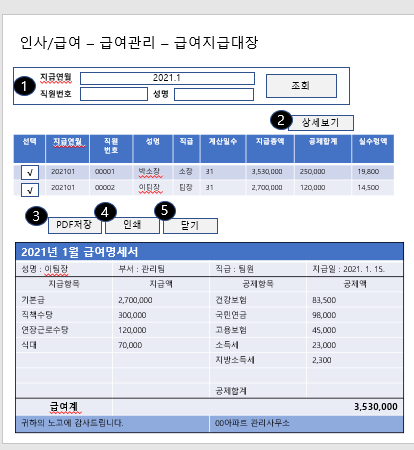 인사/급여 – 급여관리 – 급여지급대장
1 지급연월 2021.1 조회
직원번호 성명
2 상세보기
선택 지급연월 직원번호 성명 직급 계산일수 지급총액 공제합계 실수령액
√ 202101 00001 박소장 소장 31 3,530,000 250,000 19,800
√ 202101 00002 이팀장 팀장 31 2,700,000 120,000 14,500
3 PDF저장 4 인쇄 5 닫기
2021년 1월 급여명세서
성명 : 이팀장 부서 : 관리팀 직급 : 팀원 지급일 : 2021. 1. 15.
지급항목 지급액 공제항목 공제액
기본급 2,700,000 건강보험 83,500
직책수당 300,000 국민연금 98,000
연장근로수당 120,000 고용보험 45,000
식대 70,000 소득세 23,000
지방소득세 2,300
공제합계
급여계 3,530,000
귀하의 노고에 감사드립니다. 00아파트 관리사무소